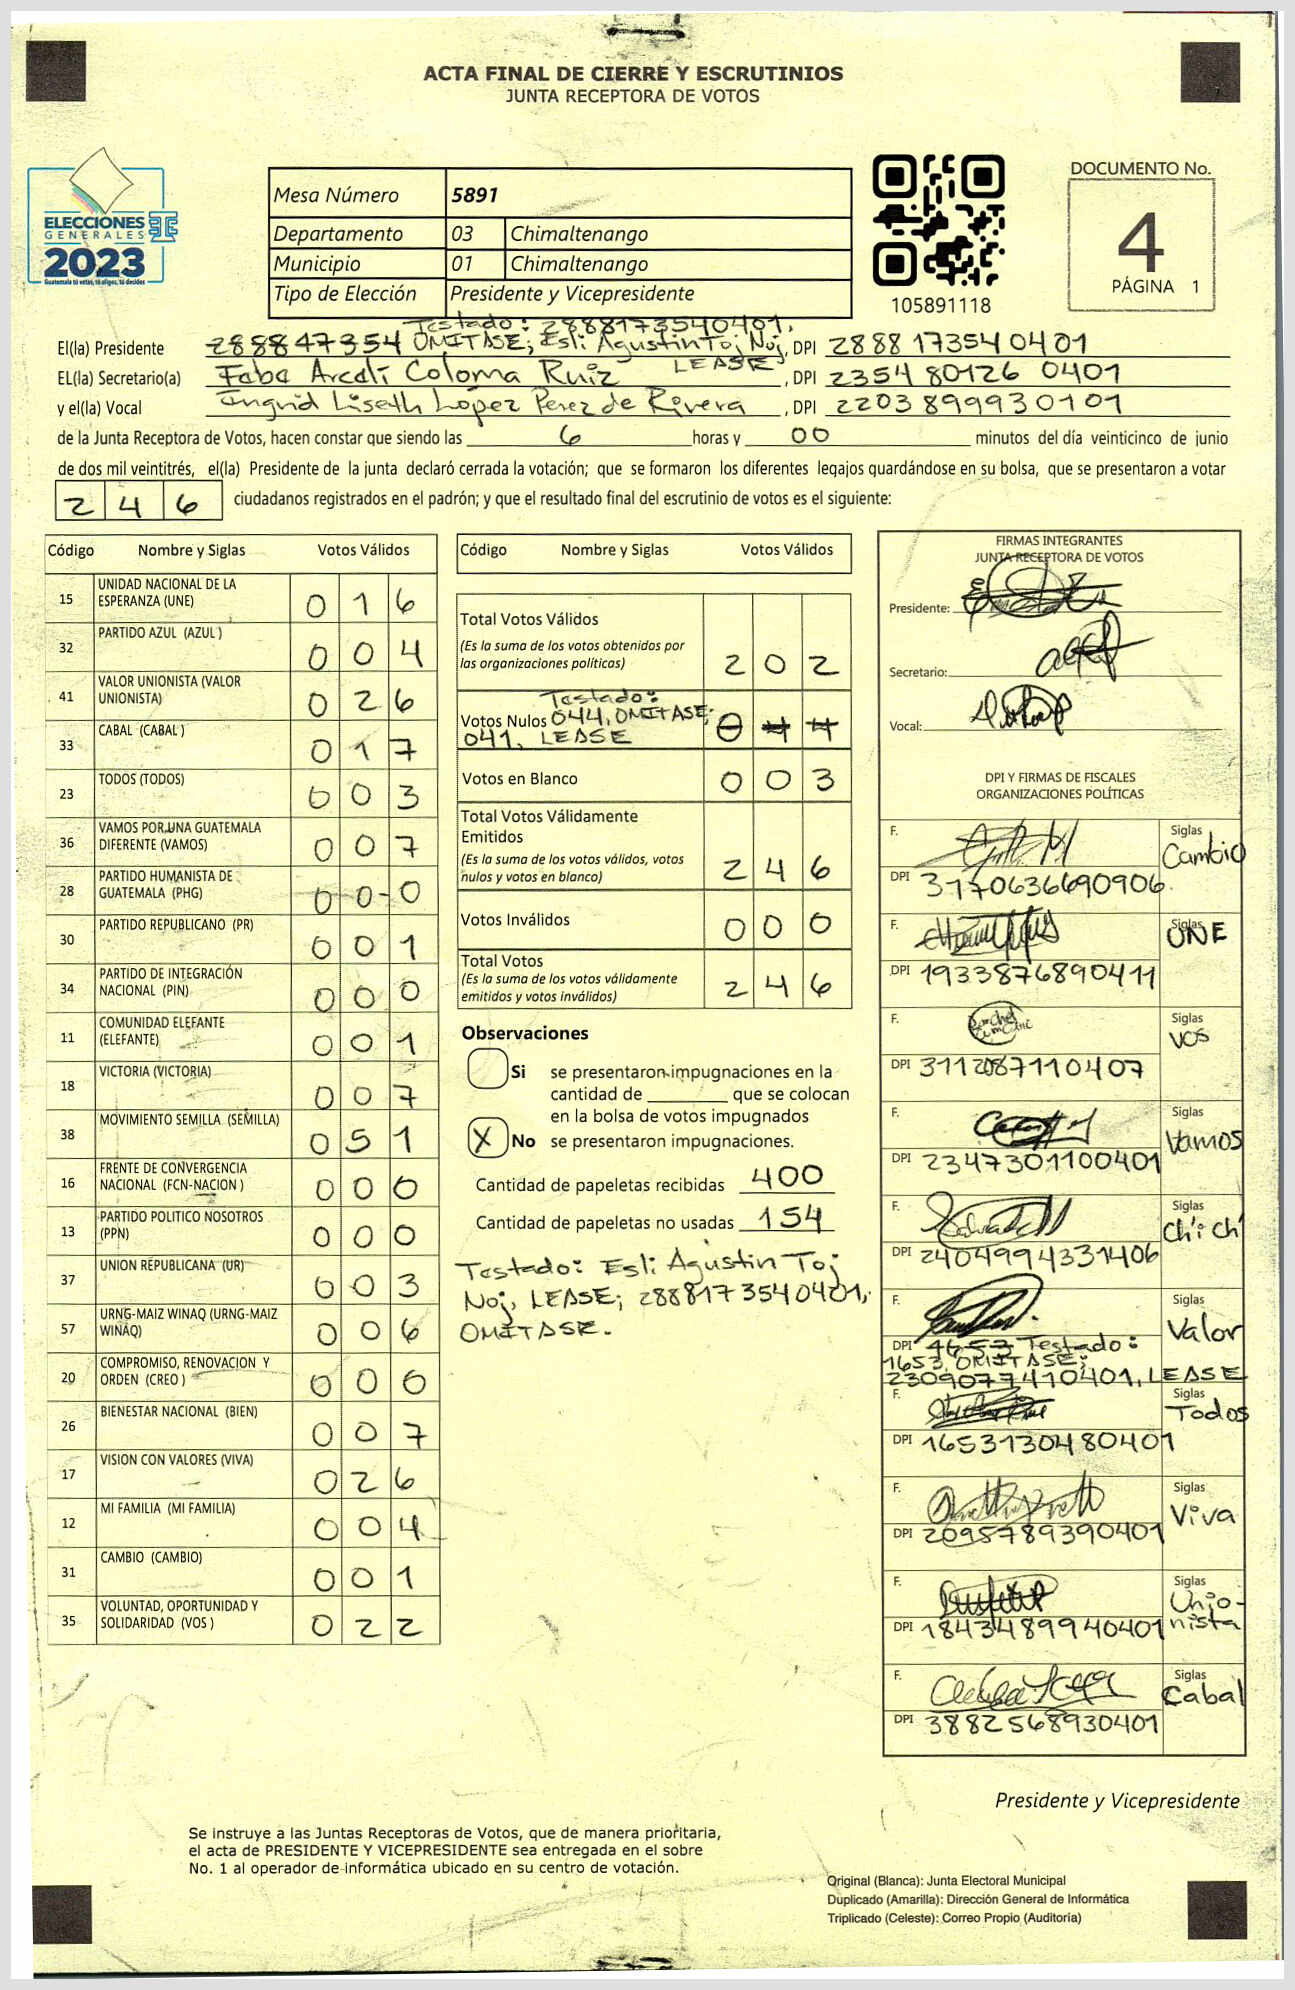 ACTA FINAL DE CIERRE Y ESCRUTINIOS
JUNTA RECEPTORA DE VOTOS
ELECCIONES
GENERALES
2023
Guatemala tú votas, tú eliges, tú decides
Mesa Número 5891
Departamento 03 Chimaltenango
Municipio 01 Chimaltenango
Tipo de Elección Presidente y Vicepresidente
105891118
DOCUMENTO No.
4
PÁGINA 1
Testado: 2888173540401,
El(la) Presidente 288847354 OMITASE; Esli Agustin Toj Noj, LEASE, DPI 2888173540401
EL(la) Secretario(a) Feba Arcelí Coloma Ruiz, DPI 2354801260401
y el(la) Vocal Ingrid Liseth López Perez de Rivera, DPI 2203899930101
de la Junta Receptora de Votos, hacen constar que siendo las 6 horas y 00 minutos del día veinticinco de junio
de dos mil veintitrés, el(la) Presidente de la junta declaró cerrada la votación; que se formaron los diferentes legajos guardándose en su bolsa, que se presentaron a votar
246 ciudadanos registrados en el padrón; y que el resultado final del escrutinio de votos es el siguiente:
Código Nombre y Siglas Votos Válidos
15 UNIDAD NACIONAL DE LA ESPERANZA (UNE) 016
32 PARTIDO AZUL (AZUL ) 004
41 VALOR UNIONISTA (VALOR UNIONISTA) 026
33 CABAL (CABAL ) 017
23 TODOS (TODOS) 003
36 VAMOS POR UNA GUATEMALA DIFERENTE (VAMOS) 007
28 PARTIDO HUMANISTA DE GUATEMALA (PHG) 000
30 PARTIDO REPUBLICANO (PR) 001
34 PARTIDO DE INTEGRACIÓN NACIONAL (PIN) 000
11 COMUNIDAD ELEFANTE (ELEFANTE) 001
18 VICTORIA (VICTORIA) 007
38 MOVIMIENTO SEMILLA (SEMILLA) 051
16 FRENTE DE CONVERGENCIA NACIONAL (FCN-NACION ) 000
13 PARTIDO POLITICO NOSOTROS (PPN) 000
37 UNION REPUBLICANA (UR) 003
57 URNG-MAIZ WINAQ (URNG-MAIZ WINAQ) 006
20 COMPROMISO, RENOVACION Y ORDEN (CREO ) 000
26 BIENESTAR NACIONAL (BIEN) 007
17 VISION CON VALORES (VIVA) 026
12 MI FAMILIA (MI FAMILIA) 004
31 CAMBIO (CAMBIO) 001
35 VOLUNTAD, OPORTUNIDAD Y SOLIDARIDAD (VOS ) 022
Código Nombre y Siglas Votos Válidos
Total Votos Válidos
(Es la suma de los votos obtenidos por
las organizaciones políticas) 202
Testado:
Votos Nulos 044, OMITASE; 044
041, LEASE
Votos en Blanco 003
Total Votos Válidamente
Emitidos
(Es la suma de los votos válidos, votos
nulos y votos en blanco) 246
Votos Inválidos 000
Total Votos
(Es la suma de los votos válidamente
emitidos y votos inválidos) 246
Observaciones
Si se presentaron impugnaciones en la
cantidad de ________ que se colocan
en la bolsa de votos impugnados
X No se presentaron impugnaciones.
Cantidad de papeletas recibidas 400
Cantidad de papeletas no usadas 154
Testado: Esli Agustin Toj
Noj, LEASE; 2888173540401,
OMITASE.
FIRMAS INTEGRANTES
JUNTA RECEPTORA DE VOTOS
Presidente:
Secretario:
Vocal:
DPI Y FIRMAS DE FISCALES
ORGANIZACIONES POLÍTICAS
F. Siglas Cambio
DPI 3170636690906
F. Siglas UNE
DPI 1933876890411
F. Siglas VOS
DPI 3112087110407
F. Siglas Vamos
DPI 2347301100401
F. Siglas Ch'i Ch'
DPI 2404994331406
F. Siglas Valor
DPI 1653 Testado:
1653, OMITASE;
2309077410401, LEASE
F. Siglas Todos
DPI 1653130480401
F. Siglas Viva
DPI 2095789390401
F. Siglas Unio-
DPI 1843489940401 nista
F. Siglas Cabal
DPI 3882568930401
Presidente y Vicepresidente
Se instruye a las Juntas Receptoras de Votos, que de manera prioritaria,
el acta de PRESIDENTE Y VICEPRESIDENTE sea entregada en el sobre
No. 1 al operador de informática ubicado en su centro de votación.
Original (Blanca): Junta Electoral Municipal
Duplicado (Amarilla): Dirección General de Informática
Triplicado (Celeste): Correo Propio (Auditoría)